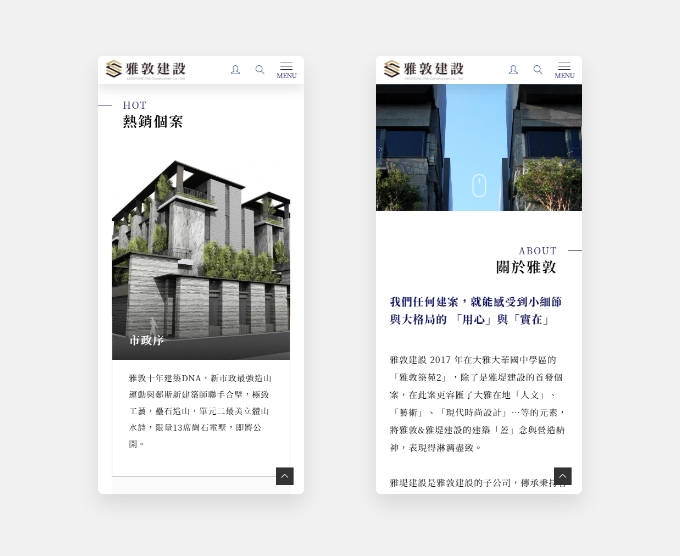 雅敦建設
MENU
HOT
熱銷個案
市政序
雅敦十年建築DNA,新市政最強造山
運動與鄭斯新建築師聯手合擘,極致
工藝,疊石造山,單元二最美立體山
水詩,限量13席崗石電墅,即將公
開。
雅敦建設
MENU
ABOUT
關於雅敦
我們任何建案,就能感受到小細節
與大格局的 「用心」與「實在」
雅敦建設 2017 年在大雅大華國中學區的
「雅敦築苑2」,除了是雅堤建設的首發個
案,在此案更容匯了大雅在地「人文」、
「藝術」、「現代時尚設計」⋯等的元素,
將雅敦&雅堤建設的建築「蓋」念與營造精
神,表現得淋漓盡致。
雅堤建設是雅敦建設的子公司,傳承秉持